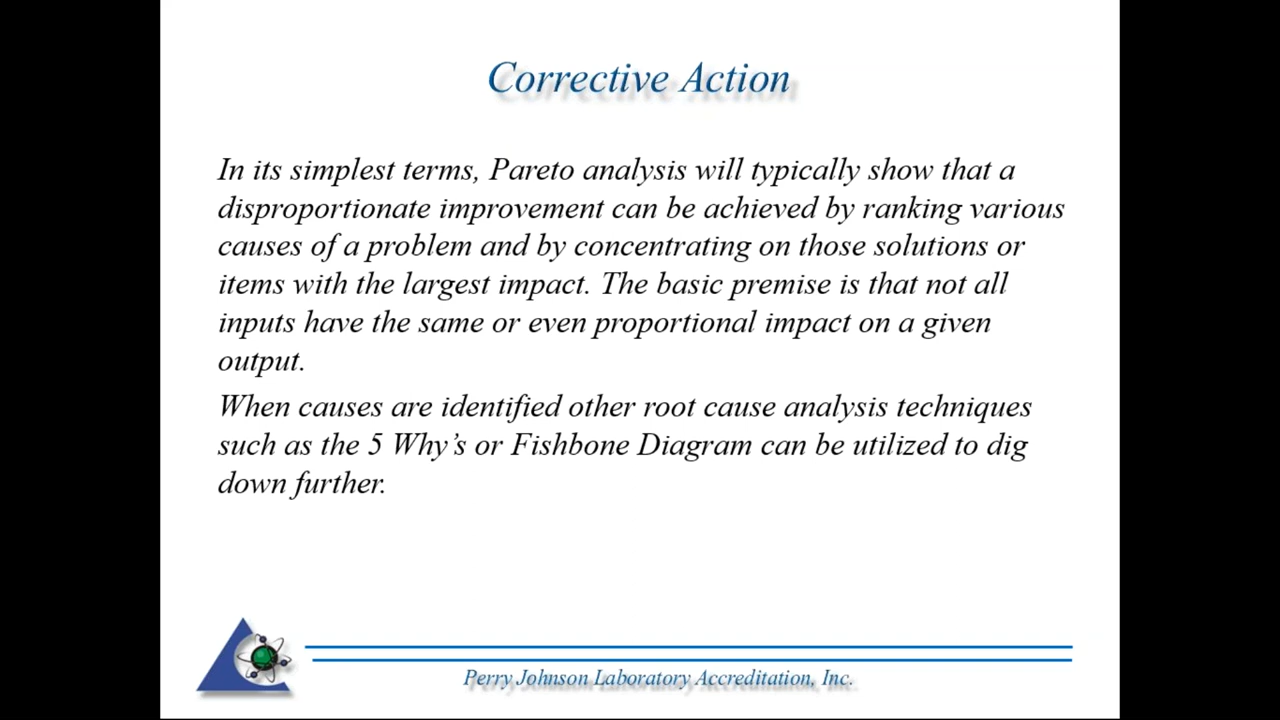 Corrective Action
In its simplest terms, Pareto analysis will typically show that a
disproportionate improvement can be achieved by ranking various
causes of a problem and by concentrating on those solutions or
items with the largest impact. The basic premise is that not all
inputs have the same or even proportional impact on a given
output.
When causes are identified other root cause analysis techniques
such as the 5 Why’s or Fishbone Diagram can be utilized to dig
down further.
Perry Johnson Laboratory Accreditation, Inc.